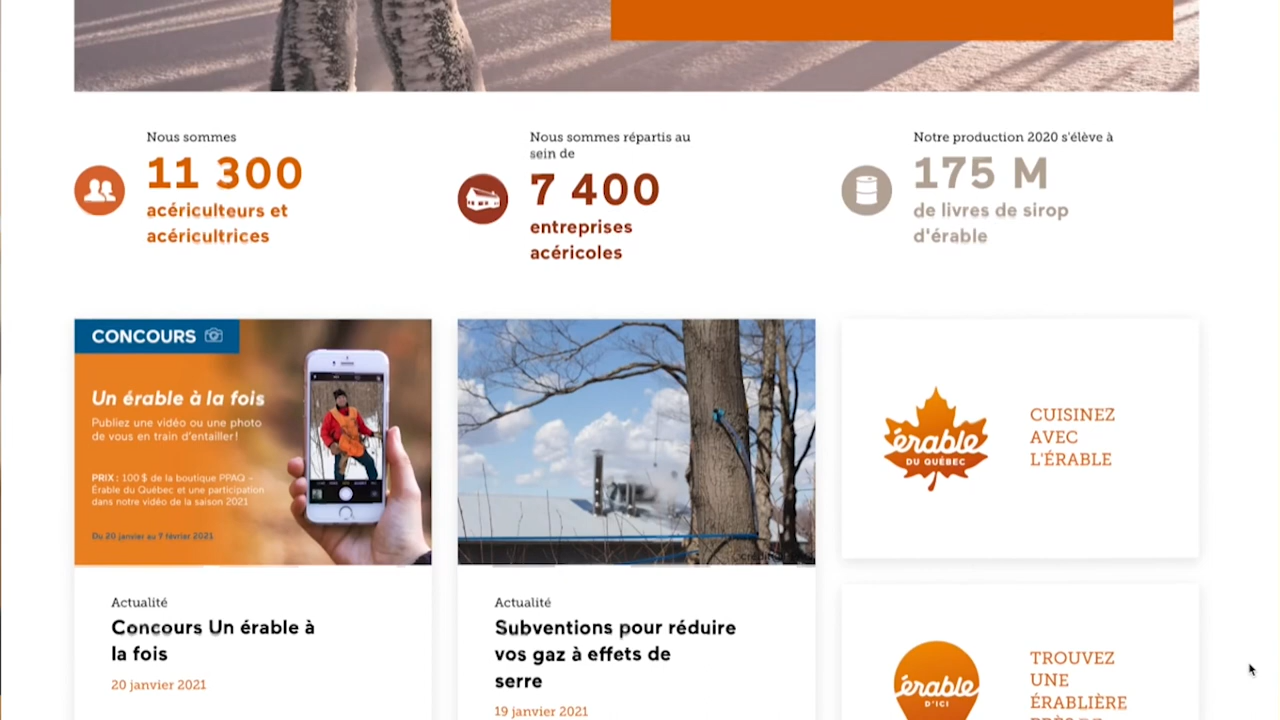 Nous sommes
11 300
acériculteurs et
acéricultrices
Nous sommes répartis au
sein de
7 400
entreprises
acéricoles
Notre production 2020 s'élève à
175 M
de livres de sirop
d'érable
CONCOURS
Un érable à la fois
Publiez une vidéo ou une photo
de vous en train d'entailler !
PRIX : 100 $ de la boutique PPAQ –
Érable du Québec et une participation
dans notre vidéo de la saison 2021
Du 20 janvier au 7 février 2021
Actualité
Concours Un érable à
la fois
20 janvier 2021
Actualité
Subventions pour réduire
vos gaz à effets de
serre
19 janvier 2021
érable
DU QUÉBEC
CUISINEZ
AVEC
L'ÉRABLE
érable
D'ICI
TROUVEZ
UNE
ÉRABLIÈRE